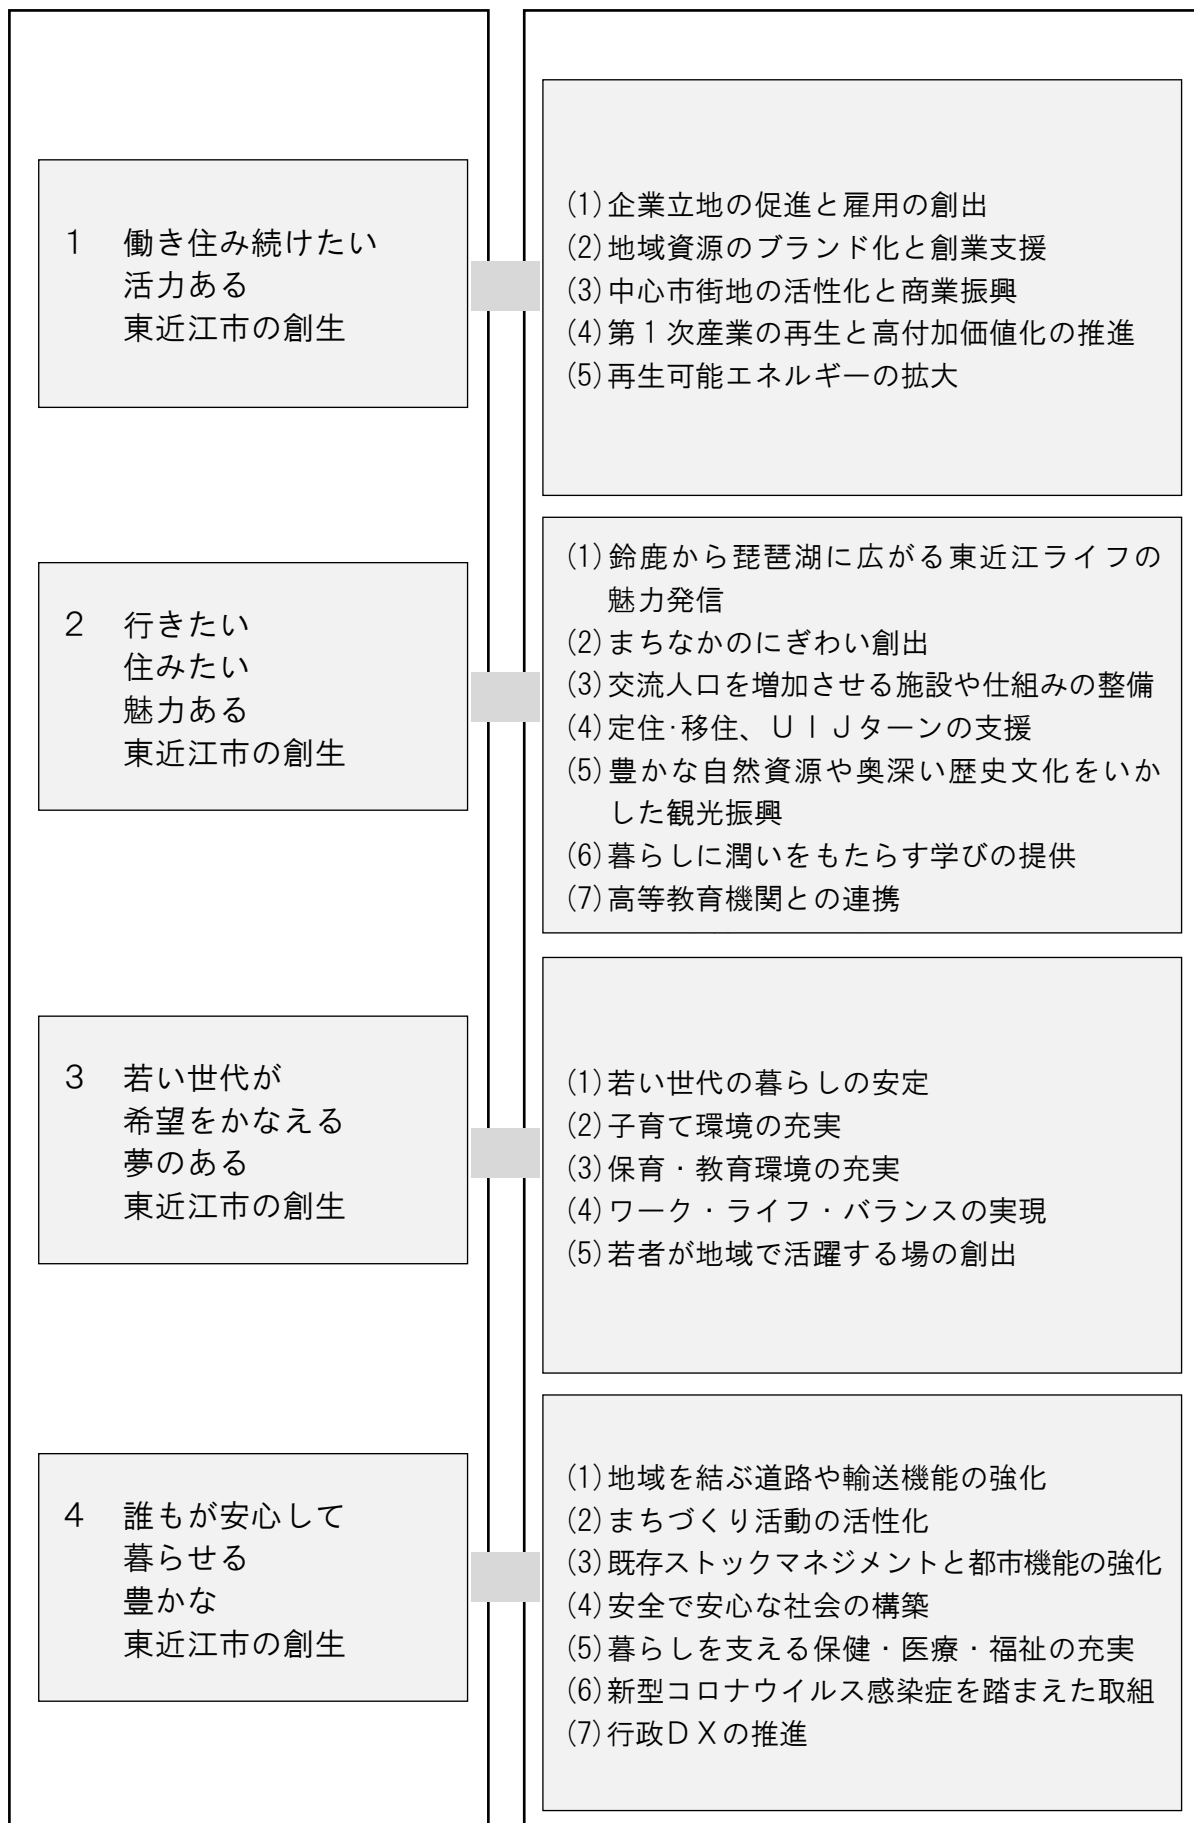 1 働き住み続けたい
活力ある
東近江市の創生
(1)企業立地の促進と雇用の創出
(2)地域資源のブランド化と創業支援
(3)中心市街地の活性化と商業振興
(4)第1次産業の再生と高付加価値化の推進
(5)再生可能エネルギーの拡大
2 行きたい
住みたい
魅力ある
東近江市の創生
(1)鈴鹿から琵琶湖に広がる東近江ライフの
魅力発信
(2)まちなかのにぎわい創出
(3)交流人口を増加させる施設や仕組みの整備
(4)定住・移住、UIJターンの支援
(5)豊かな自然資源や奥深い歴史文化をいか
した観光振興
(6)暮らしに潤いをもたらす学びの提供
(7)高等教育機関との連携
3 若い世代が
希望をかなえる
夢のある
東近江市の創生
(1)若い世代の暮らしの安定
(2)子育て環境の充実
(3)保育・教育環境の充実
(4)ワーク・ライフ・バランスの実現
(5)若者が地域で活躍する場の創出
4 誰もが安心して
暮らせる
豊かな
東近江市の創生
(1)地域を結ぶ道路や輸送機能の強化
(2)まちづくり活動の活性化
(3)既存ストックマネジメントと都市機能の強化
(4)安全で安心な社会の構築
(5)暮らしを支える保健・医療・福祉の充実
(6)新型コロナウイルス感染症を踏まえた取組
(7)行政DXの推進